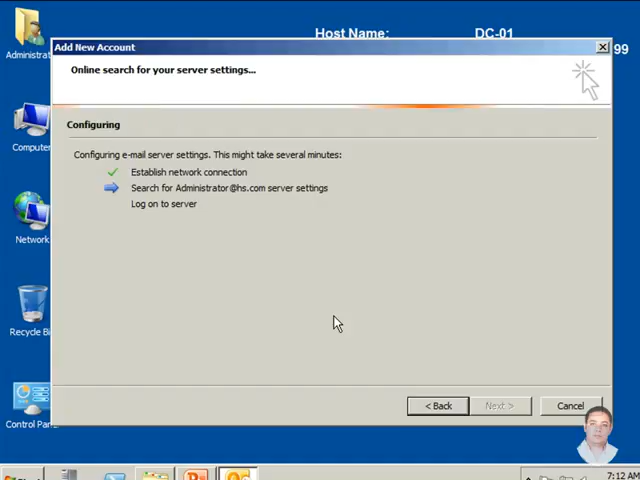 Host Name: DC-01
99
Add New Account
Online search for your server settings...
Configuring
Configuring e-mail server settings. This might take several minutes:
Establish network connection
Search for Administrator@hs.com server settings
Log on to server
< Back
Next >
Cancel
Administrat
Computer
Network
Recycle Bi
Control Pan
7:12 AM